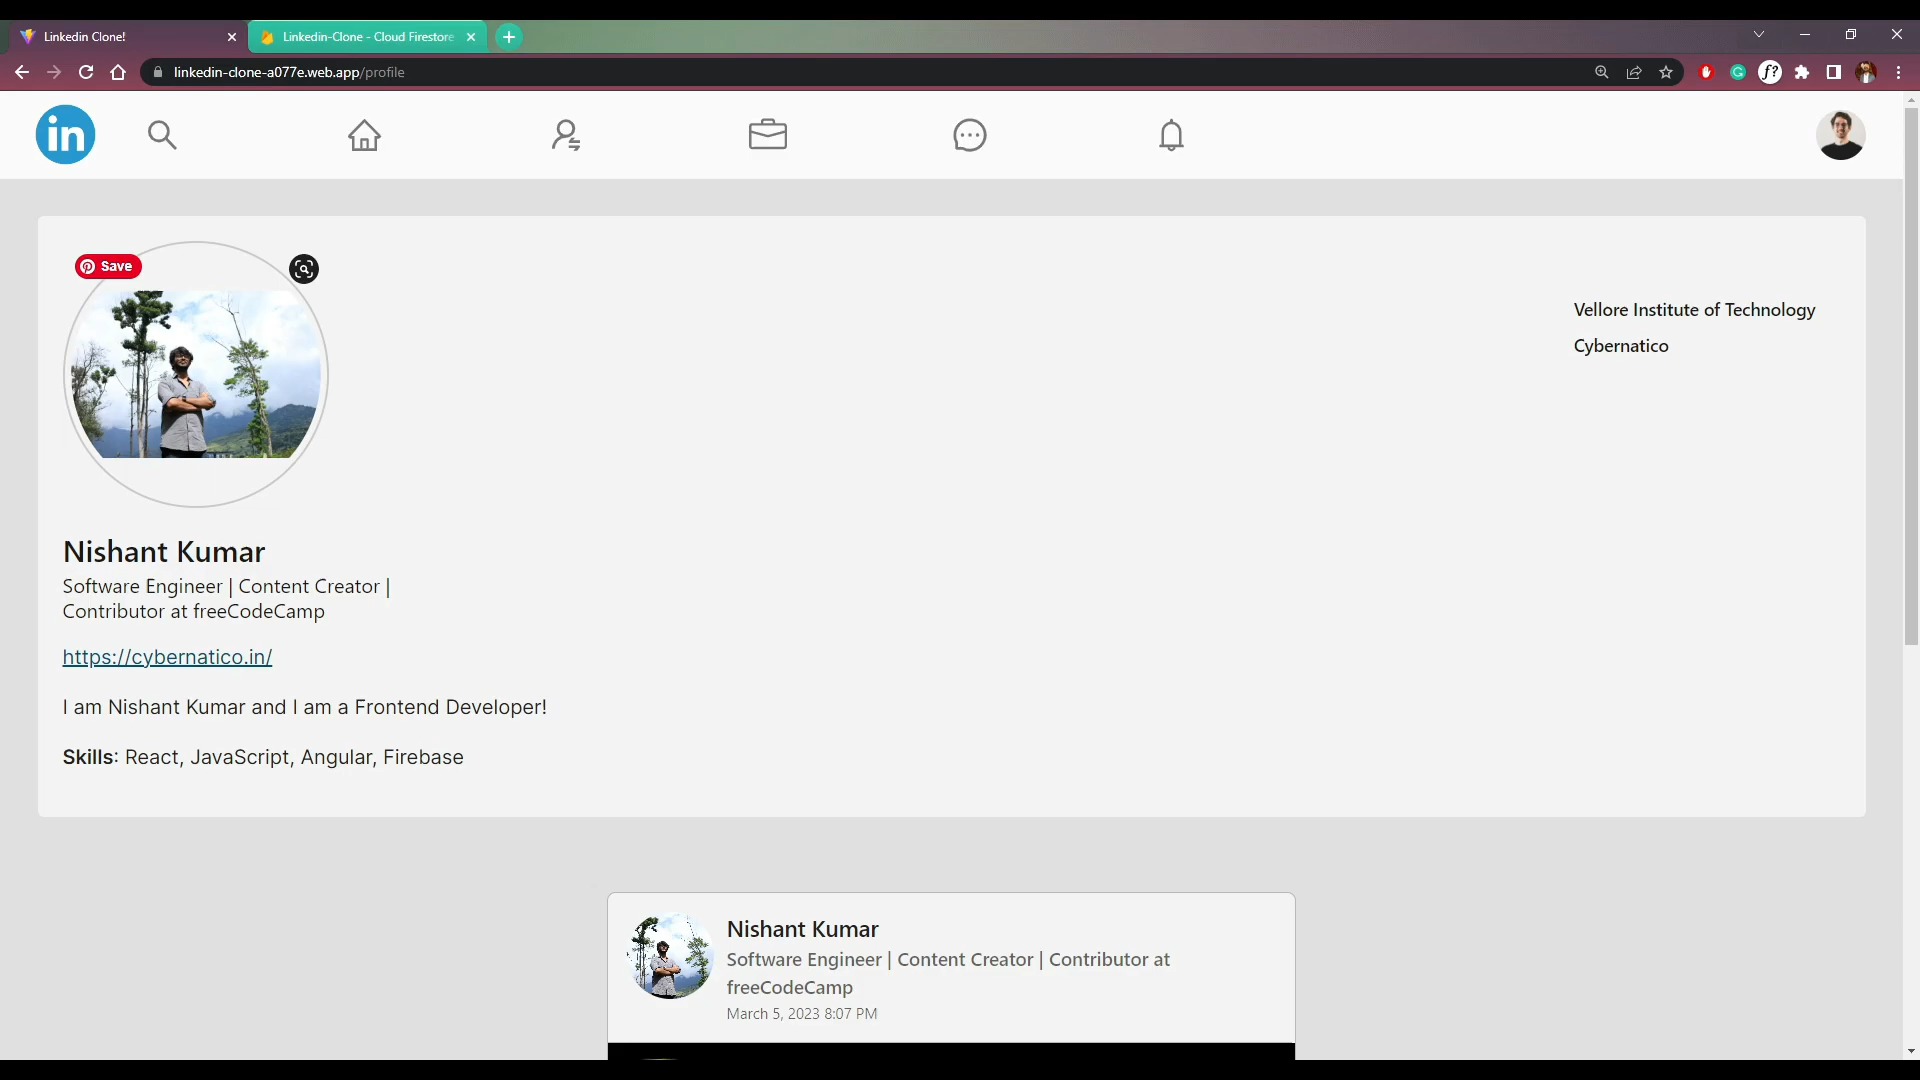 Linkedin Clone!
Linkedin-Clone - Cloud Firestore
linkedin-clone-a077e.web.app/profile
in
Save
Vellore Institute of Technology
Cybernatico
Nishant Kumar
Software Engineer | Content Creator |
Contributor at freeCodeCamp
https://cybernatico.in/
I am Nishant Kumar and I am a Frontend Developer!
Skills: React, JavaScript, Angular, Firebase
Nishant Kumar
Software Engineer | Content Creator | Contributor at
freeCodeCamp
March 5, 2023 8:07 PM